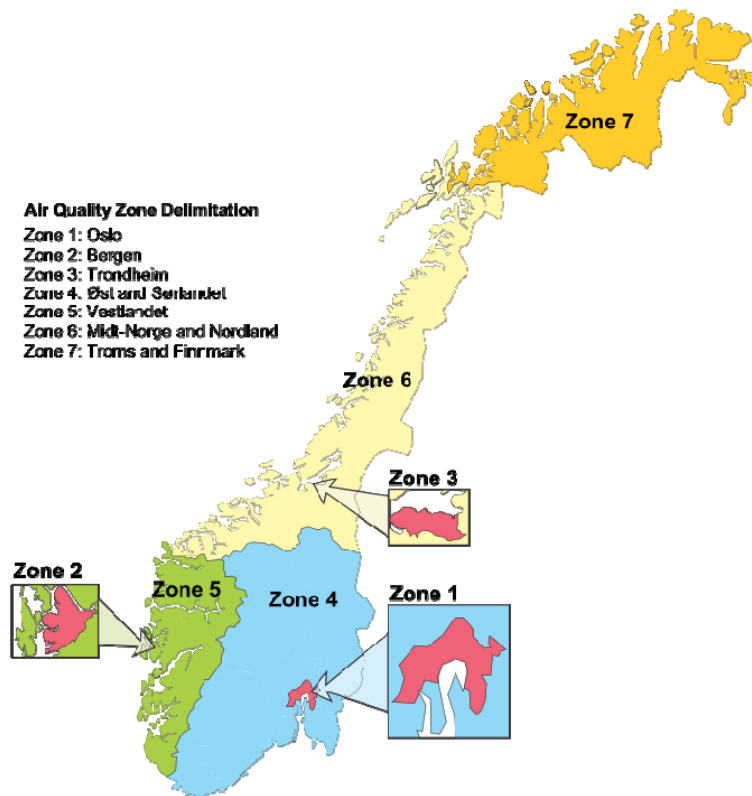 Zone 7
Air Quality Zone Delimitation
Zone 1: Oslo
Zone 2: Bergen
Zone 3: Trondheim
Zone 4: Øst and Sørlandet
Zone 5: Vestlandet
Zone 6: Midt-Norge and Nordland
Zone 7: Troms and Finnmark
Zone 6
Zone 3
Zone 2
Zone 5
Zone 4
Zone 1